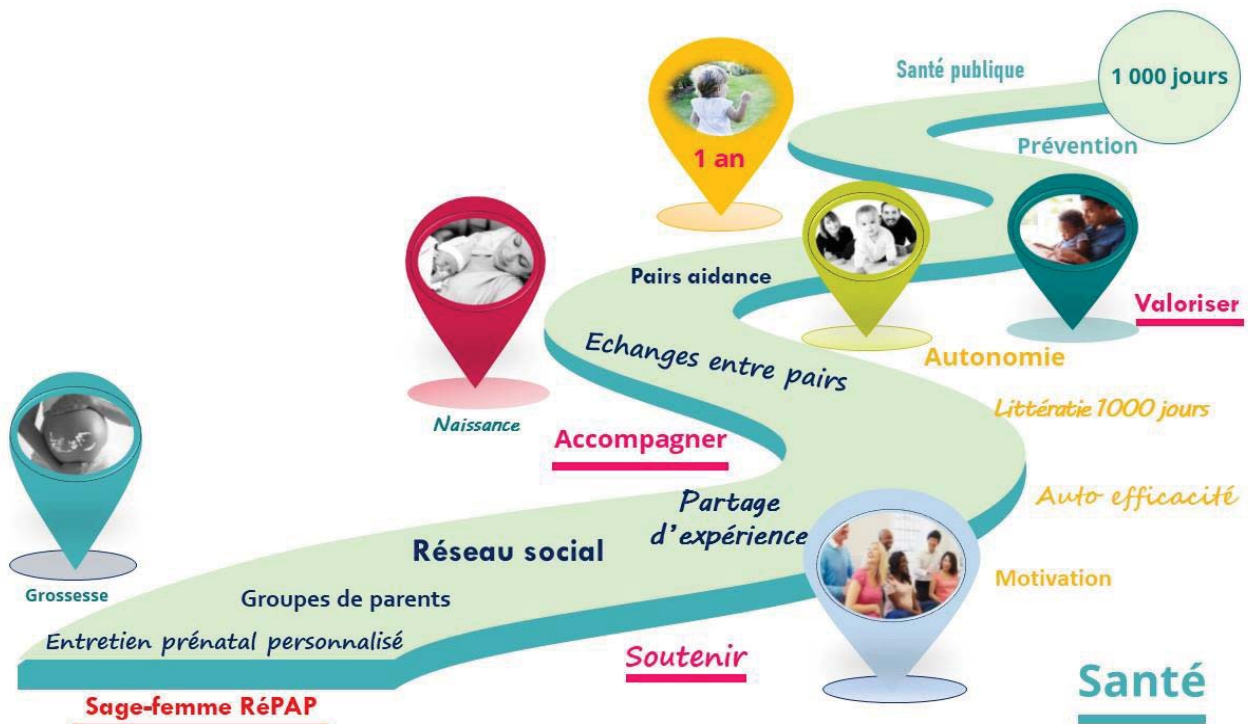 Santé publique
1 000 jours
Prévention
1 an
Pairs aidance
Valoriser
Echanges entre pairs
Autonomie
Littératie 1000 jours
Naissance
Accompagner
Auto efficacité
Partage
d'expérience
Réseau social
Motivation
Grossesse
Groupes de parents
Entretien prénatal personnalisé
Soutenir
Santé
Sage-femme RéPAP